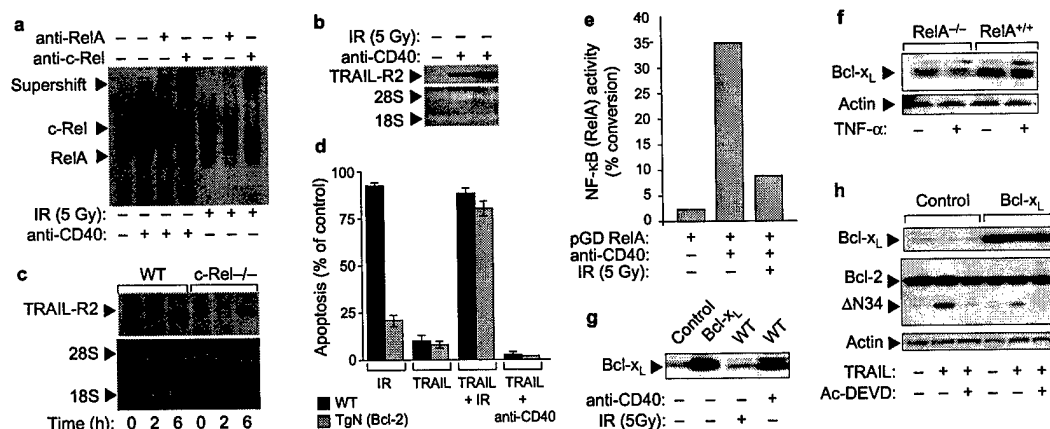 a
anti-RelA – – + – – + –
anti-c-Rel – – – + – – +
Supershift
c-Rel
RelA
IR (5 Gy): – – – – + + +
anti-CD40: – + + + – – –
b
IR (5 Gy): – – +
anti-CD40: – + +
TRAIL-R2
28S
18S
c
WT c-Rel–/–
TRAIL-R2
28S
18S
Time (h): 0 2 6 0 2 6
d
Apoptosis (% of control)
100
75
50
25
0
IR TRAIL TRAIL + IR TRAIL + anti-CD40
WT
TgN (Bcl-2)
e
NF-κB (RelA) activity (% conversion)
40
35
30
25
20
15
10
5
0
pGD RelA: + + +
anti-CD40: – + +
IR (5 Gy): – – +
f
RelA–/– RelA+/+
Bcl-xL
Actin
TNF-α: – + – +
g
Control Bcl-xL WT WT
Bcl-xL
anti-CD40: – – – +
IR (5Gy) – – + –
h
Control Bcl-xL
Bcl-xL
Bcl-2
ΔN34
Actin
TRAIL: – + + – + +
Ac-DEVD: – – + – – +